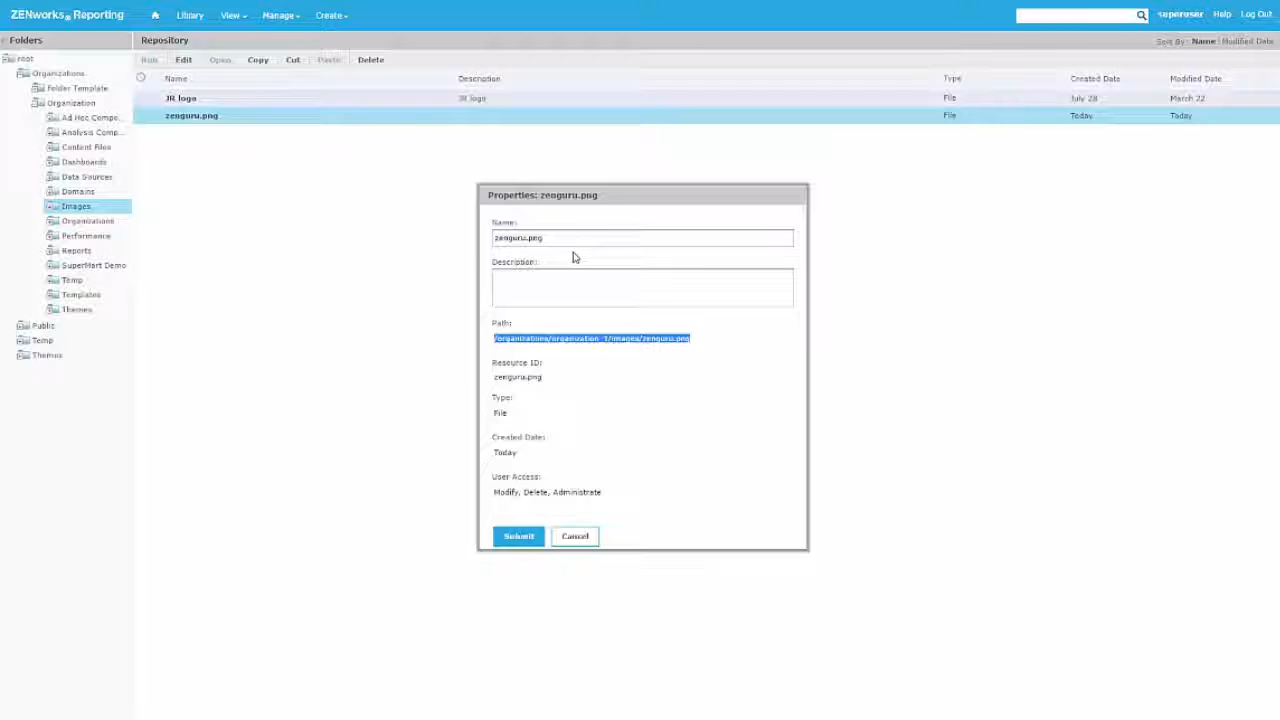 ZENworks. Reporting
Library
View
Manage
Create
superuser
Help
Log Out
Folders
Repository
Sort By: Name Modified Date
root
Organizations
Folder Template
Organization
Ad Hoc Compo...
Analysis Comp...
Content Files
Dashboards
Data Sources
Domains
Images
Organizations
Performance
Reports
SuperMart Demo
Temp
Templates
Themes
Public
Temp
Themes
Run
Edit
Open
Copy
Cut
Paste
Delete
Name
Description
Type
Created Date
Modified Date
JR logo
JR logo
File
July 28
March 22
zenguru.png
File
Today
Today
Properties: zenguru.png
Name:
zenguru.png
Description:
Path:
/organizations/organization_1/images/zenguru.png
Resource ID:
zenguru.png
Type:
File
Created Date:
Today
User Access:
Modify, Delete, Administrate
Submit
Cancel